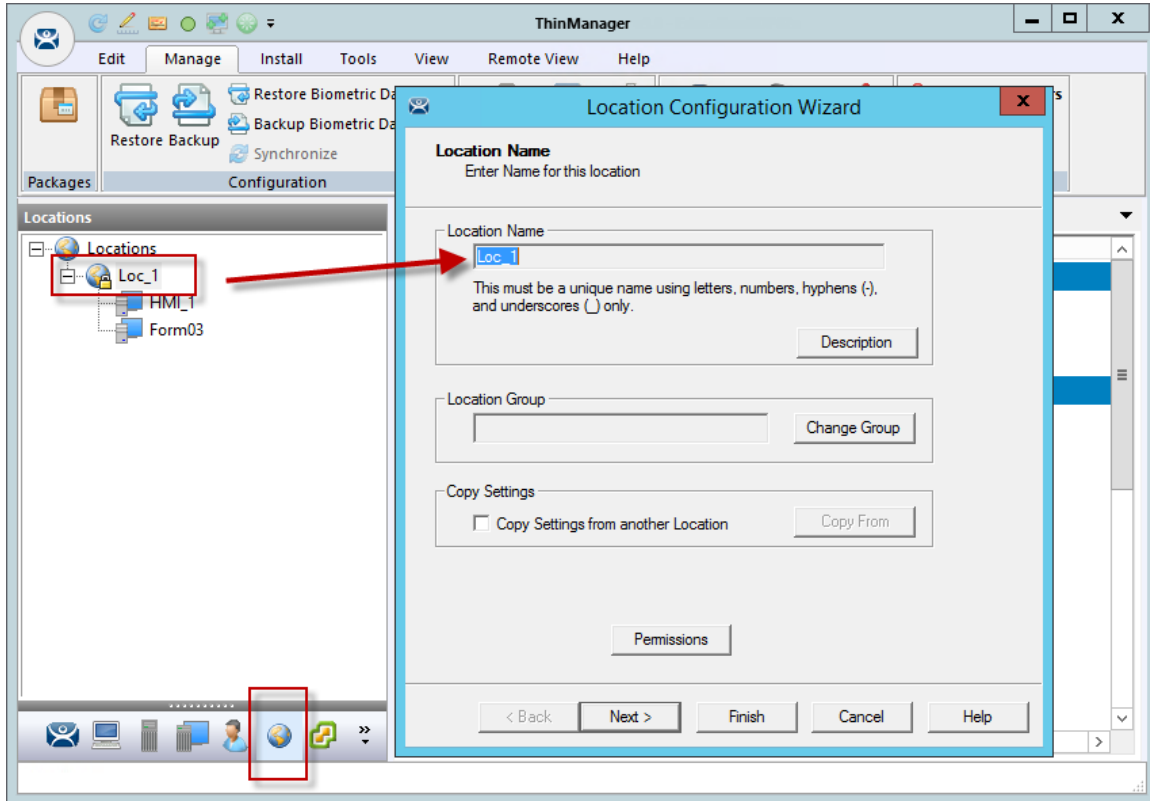 ThinManager
Edit Manage Install Tools View Remote View Help
Restore Biometric Da
Backup Biometric Da
Synchronize
Restore Backup
Packages
Configuration
Locations
Locations
Loc_1
HMI_1
Form03
Location Configuration Wizard
Location Name
Enter Name for this location
Location Name
Loc_1
This must be a unique name using letters, numbers, hyphens (-),
and underscores (_) only.
Description
Location Group
Change Group
Copy Settings
Copy Settings from another Location
Copy From
Permissions
< Back Next > Finish Cancel Help